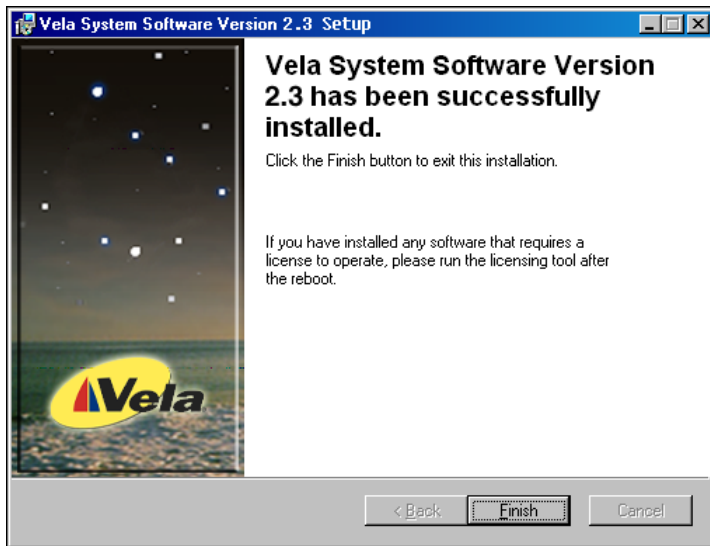 Vela System Software Version 2.3 Setup
Vela System Software Version
2.3 has been successfully
installed.
Click the Finish button to exit this installation.
If you have installed any software that requires a
license to operate, please run the licensing tool after
the reboot.
Vela
< Back
Finish
Cancel